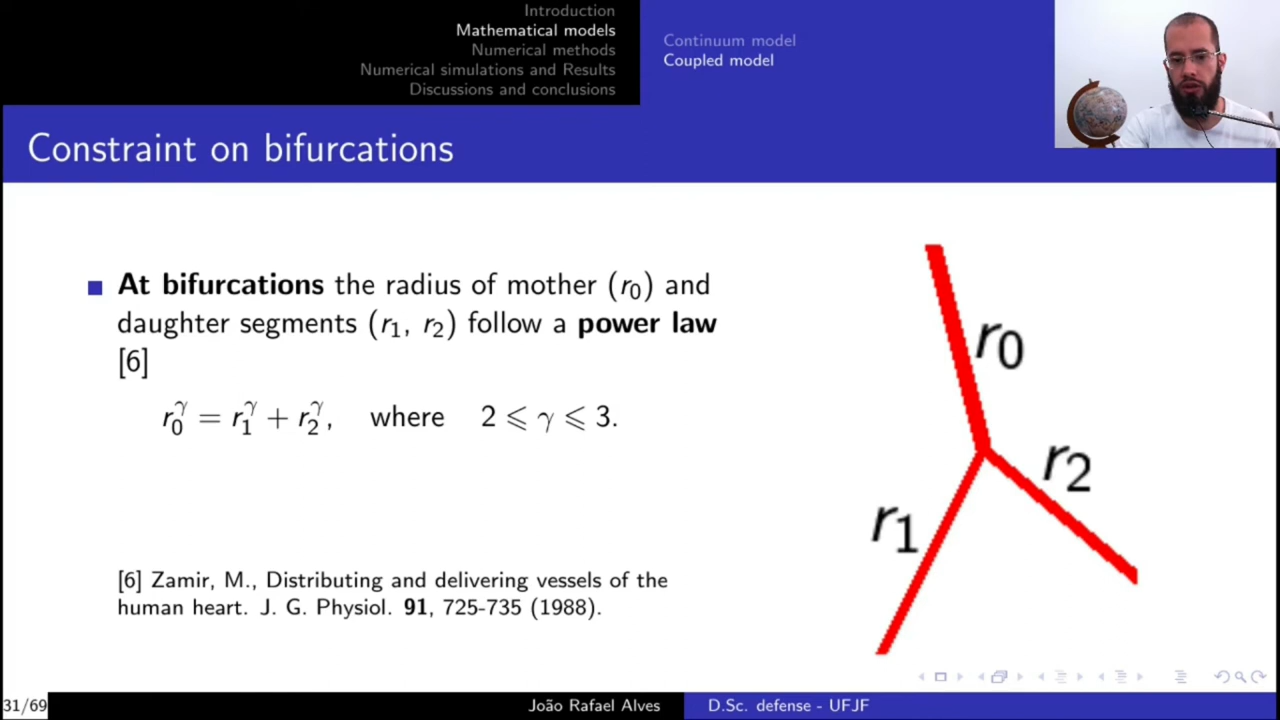 Introduction
Mathematical models
Numerical methods
Numerical simulations and Results
Discussions and conclusions
Continuum model
Coupled model
Constraint on bifurcations
At bifurcations the radius of mother (r₀) and
daughter segments (r₁, r₂) follow a power law
[6]
r₀^γ = r₁^γ + r₂^γ, where 2 ⩽ γ ⩽ 3.
[6] Zamir, M., Distributing and delivering vessels of the
human heart. J. G. Physiol. 91, 725-735 (1988).
r₀
r₂
r₁
31/69
João Rafael Alves
D.Sc. defense - UFJF